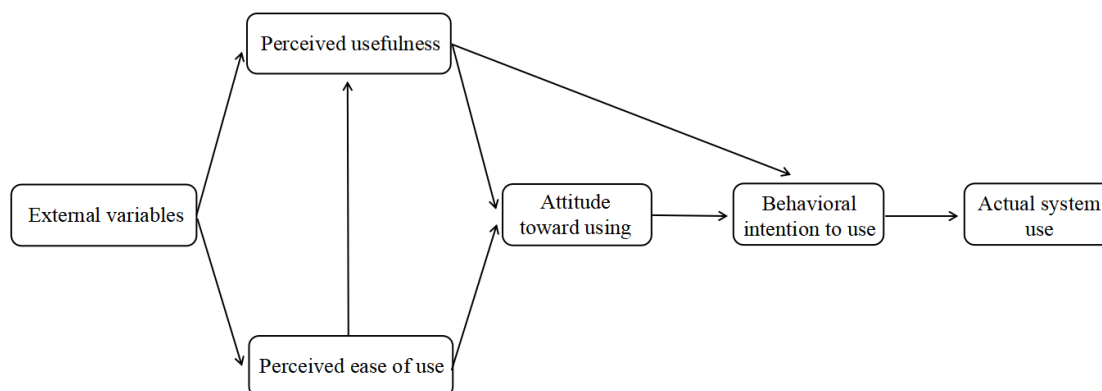 Perceived usefulness
External variables
Attitude
toward using
Behavioral
intention to use
Actual system
use
Perceived ease of use